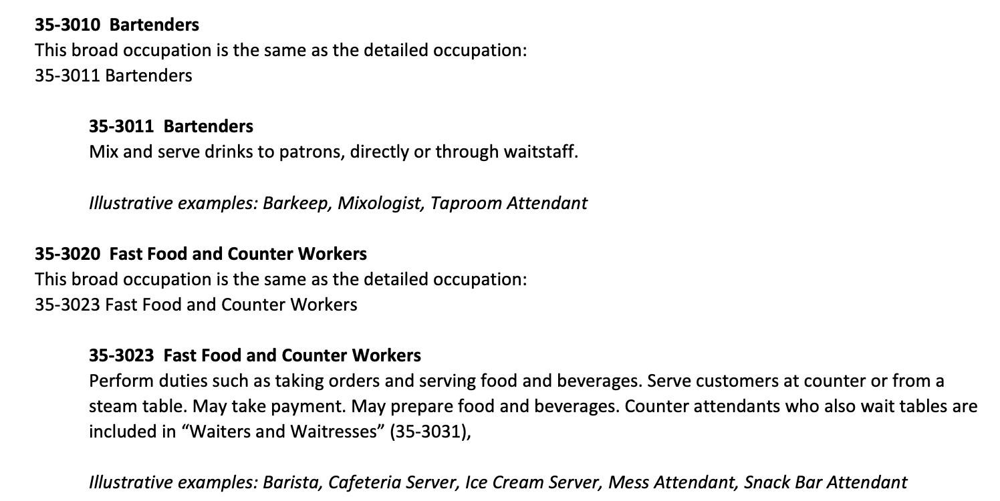 35-3010  Bartenders
This broad occupation is the same as the detailed occupation:
35-3011 Bartenders
35-3011  Bartenders
Mix and serve drinks to patrons, directly or through waitstaff.
Illustrative examples: Barkeep, Mixologist, Taproom Attendant
35-3020  Fast Food and Counter Workers
This broad occupation is the same as the detailed occupation:
35-3023 Fast Food and Counter Workers
35-3023  Fast Food and Counter Workers
Perform duties such as taking orders and serving food and beverages. Serve customers at counter or from a
steam table. May take payment. May prepare food and beverages. Counter attendants who also wait tables are
included in “Waiters and Waitresses” (35-3031),
Illustrative examples: Barista, Cafeteria Server, Ice Cream Server, Mess Attendant, Snack Bar Attendant